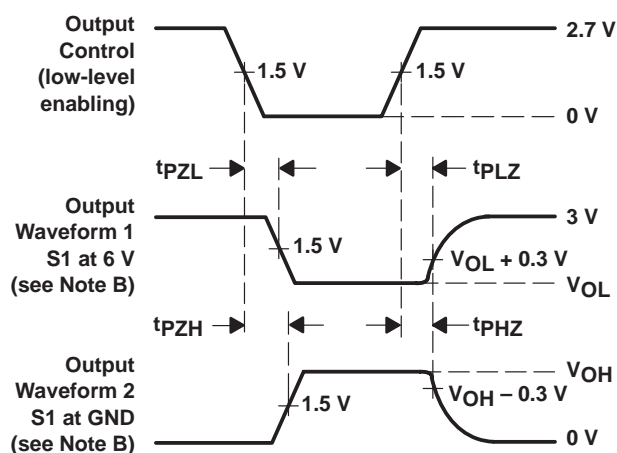 Output
Control
(low-level
enabling)
2.7 V
1.5 V
1.5 V
0 V
tPZL
tPLZ
Output
Waveform 1
S1 at 6 V
(see Note B)
3 V
1.5 V
VOL + 0.3 V
VOL
tPZH
tPHZ
Output
Waveform 2
S1 at GND
(see Note B)
VOH
1.5 V
VOH – 0.3 V
0 V